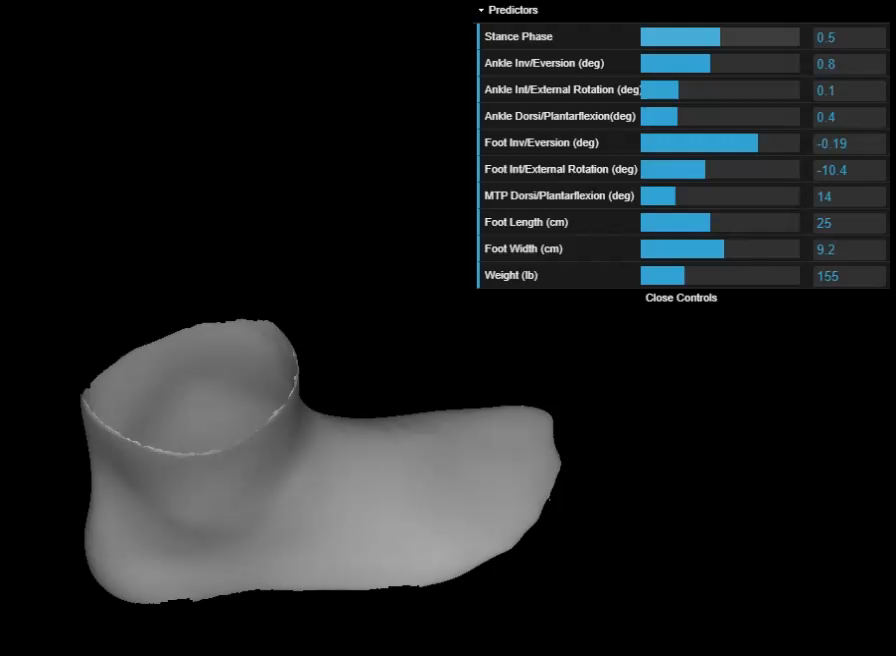 Predictors
Stance Phase 0.5
Ankle Inv/Eversion (deg) 0.8
Ankle Int/External Rotation (deg) 0.1
Ankle Dorsi/Plantarflexion(deg) 0.4
Foot Inv/Eversion (deg) -0.19
Foot Int/External Rotation (deg) -10.4
MTP Dorsi/Plantarflexion (deg) 14
Foot Length (cm) 25
Foot Width (cm) 9.2
Weight (lb) 155
Close Controls